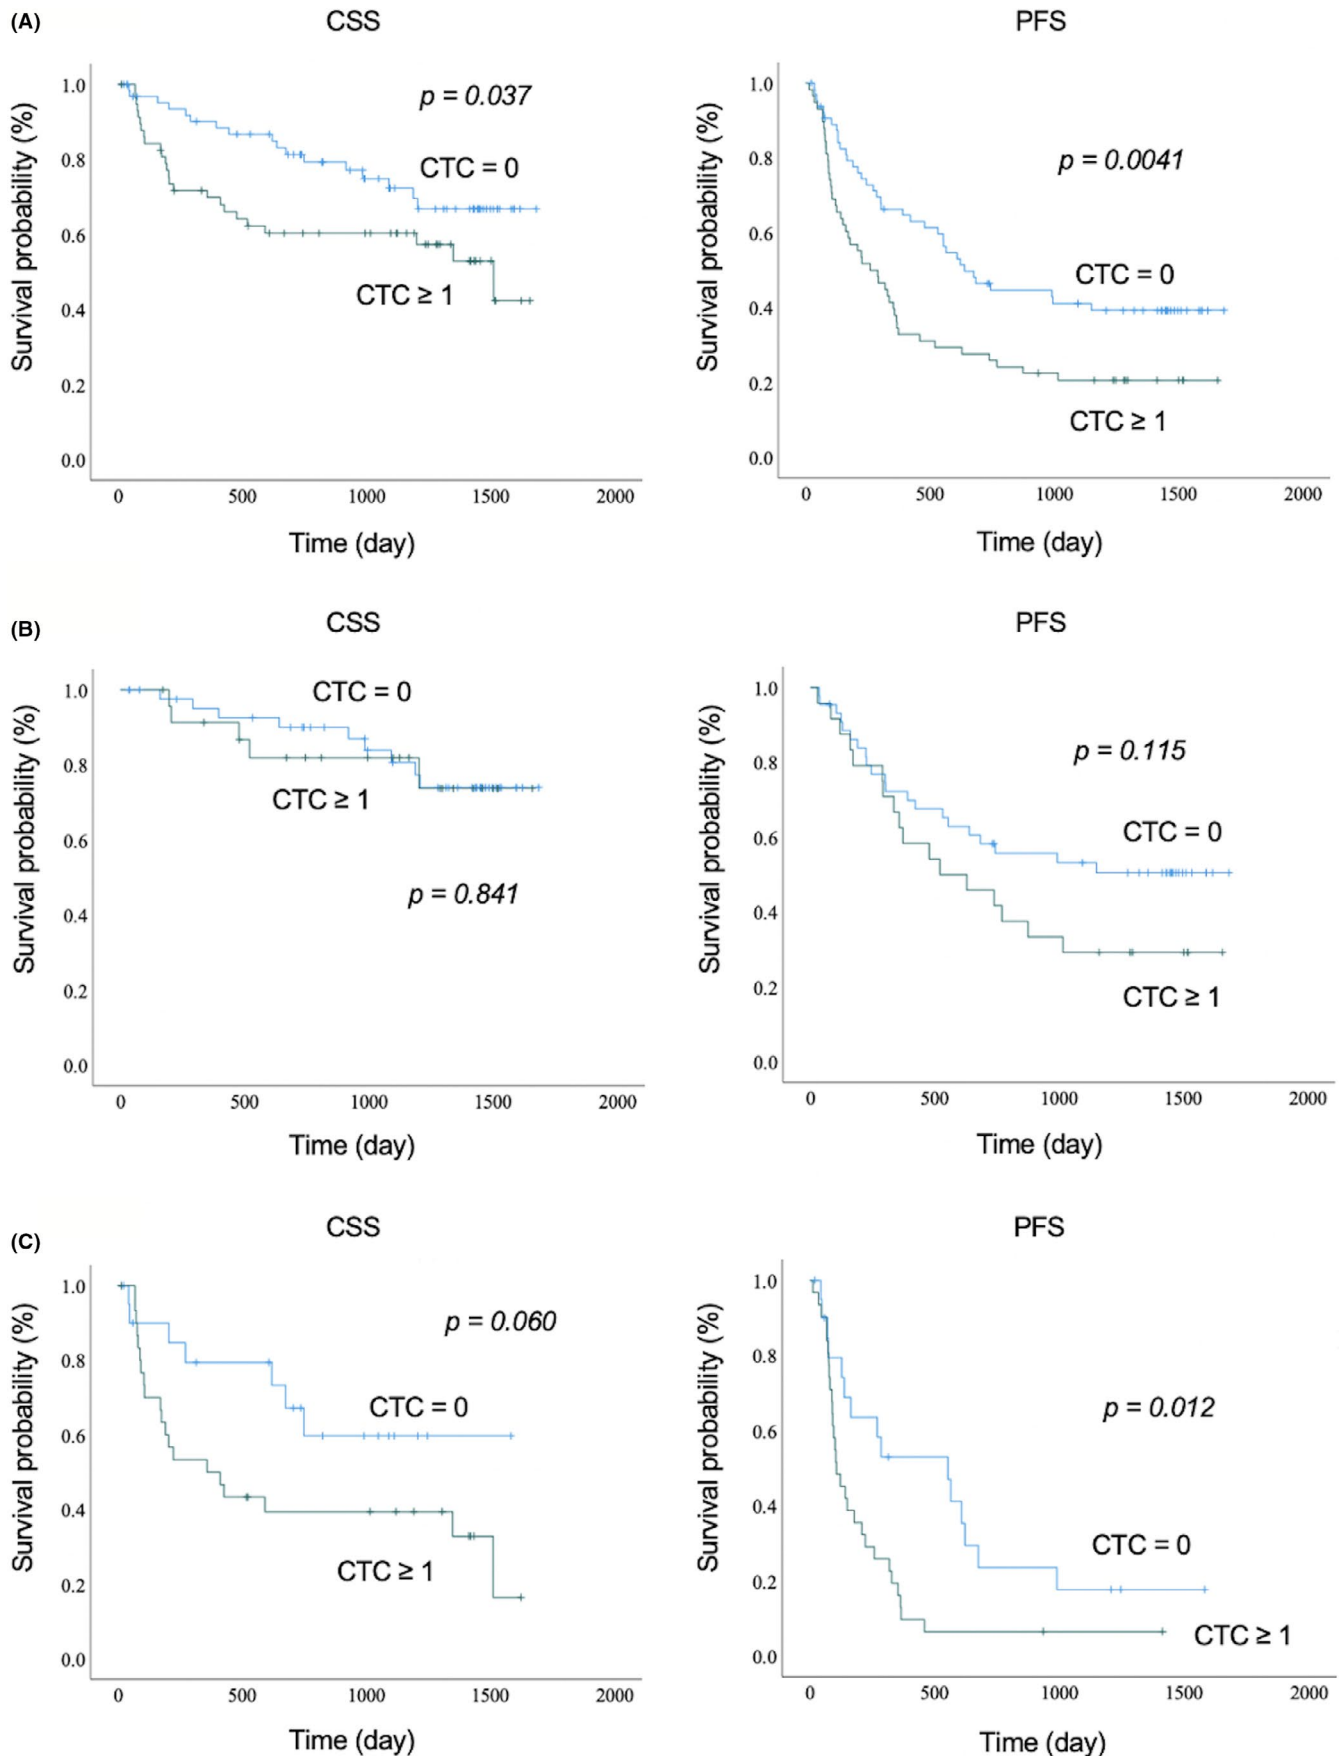 (A)
CSS
PFS
Survival probability (%)
1.0
0.8
0.6
0.4
0.2
0.0
p = 0.037
CTC = 0
CTC ≥ 1
0 500 1000 1500 2000
Time (day)
Survival probability (%)
1.0
0.8
0.6
0.4
0.2
0.0
p = 0.0041
CTC = 0
CTC ≥ 1
0 500 1000 1500 2000
Time (day)
(B)
CSS
PFS
Survival probability (%)
1.0
0.8
0.6
0.4
0.2
0.0
CTC = 0
CTC ≥ 1
p = 0.841
0 500 1000 1500 2000
Time (day)
Survival probability (%)
1.0
0.8
0.6
0.4
0.2
0.0
p = 0.115
CTC = 0
CTC ≥ 1
0 500 1000 1500 2000
Time (day)
(C)
CSS
PFS
Survival probability (%)
1.0
0.8
0.6
0.4
0.2
0.0
p = 0.060
CTC = 0
CTC ≥ 1
0 500 1000 1500 2000
Time (day)
Survival probability (%)
1.0
0.8
0.6
0.4
0.2
0.0
p = 0.012
CTC = 0
CTC ≥ 1
0 500 1000 1500 2000
Time (day)